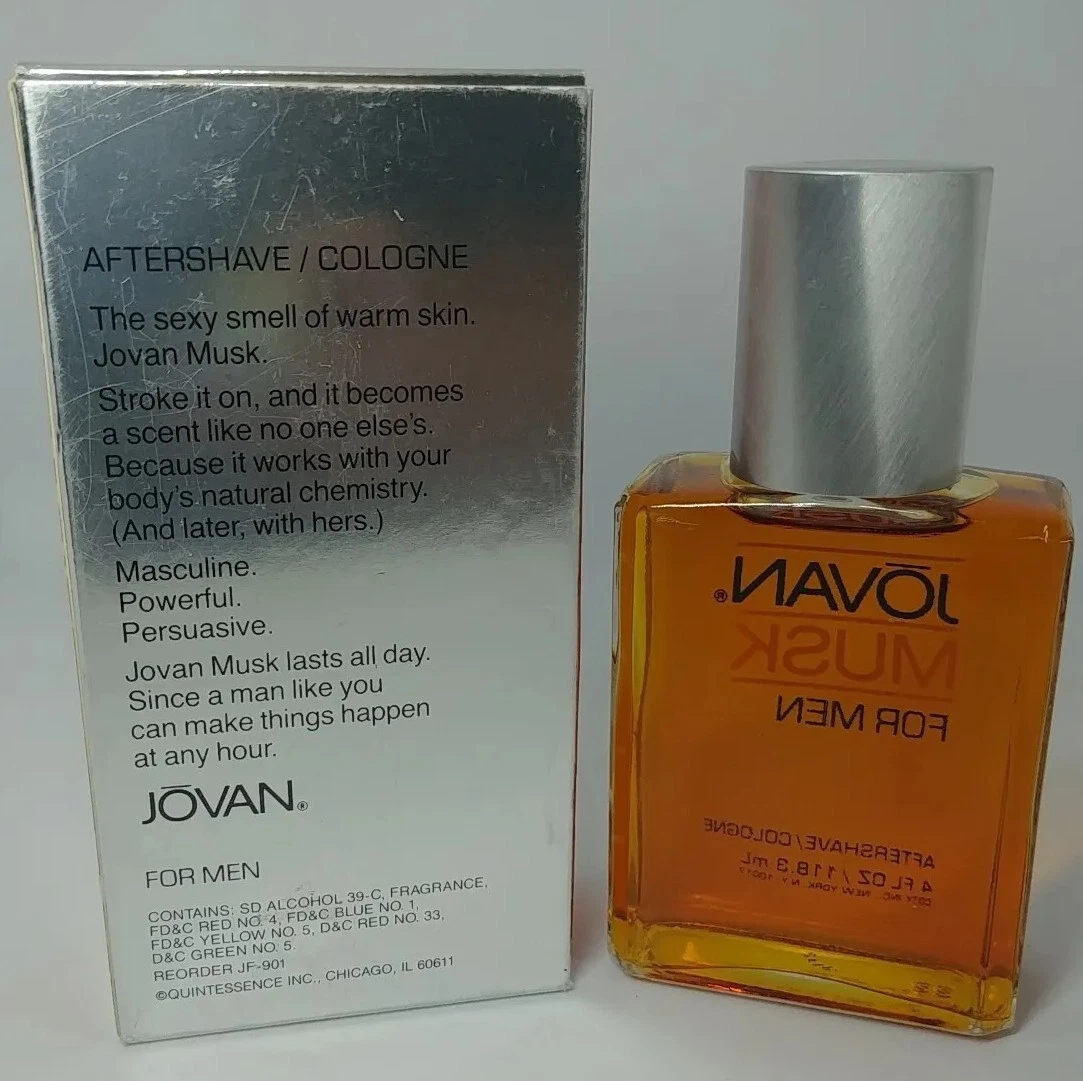 AFTERSHAVE / COLOGNE
The sexy smell of warm skin.
Jovan Musk.
Stroke it on, and it becomes
a scent like no one else's.
Because it works with your
body's natural chemistry.
(And later, with hers.)
Masculine.
Powerful.
Persuasive.
Jovan Musk lasts all day.
Since a man like you
can make things happen
at any hour.
JŌVAN®
FOR MEN
CONTAINS: SD ALCOHOL 39-C, FRAGRANCE,
FD&C RED NO. 4, FD&C BLUE NO. 1,
FD&C YELLOW NO. 5, D&C RED NO. 33,
D&C GREEN NO. 5.
REORDER JF-901
©QUINTESSENCE INC., CHICAGO, IL 60611
JŌVAN®
MUSK
FOR MEN
AFTERSHAVE/COLOGNE
4 FL OZ / 118.3 mL
COTY INC., NEW YORK, N.Y. 10017